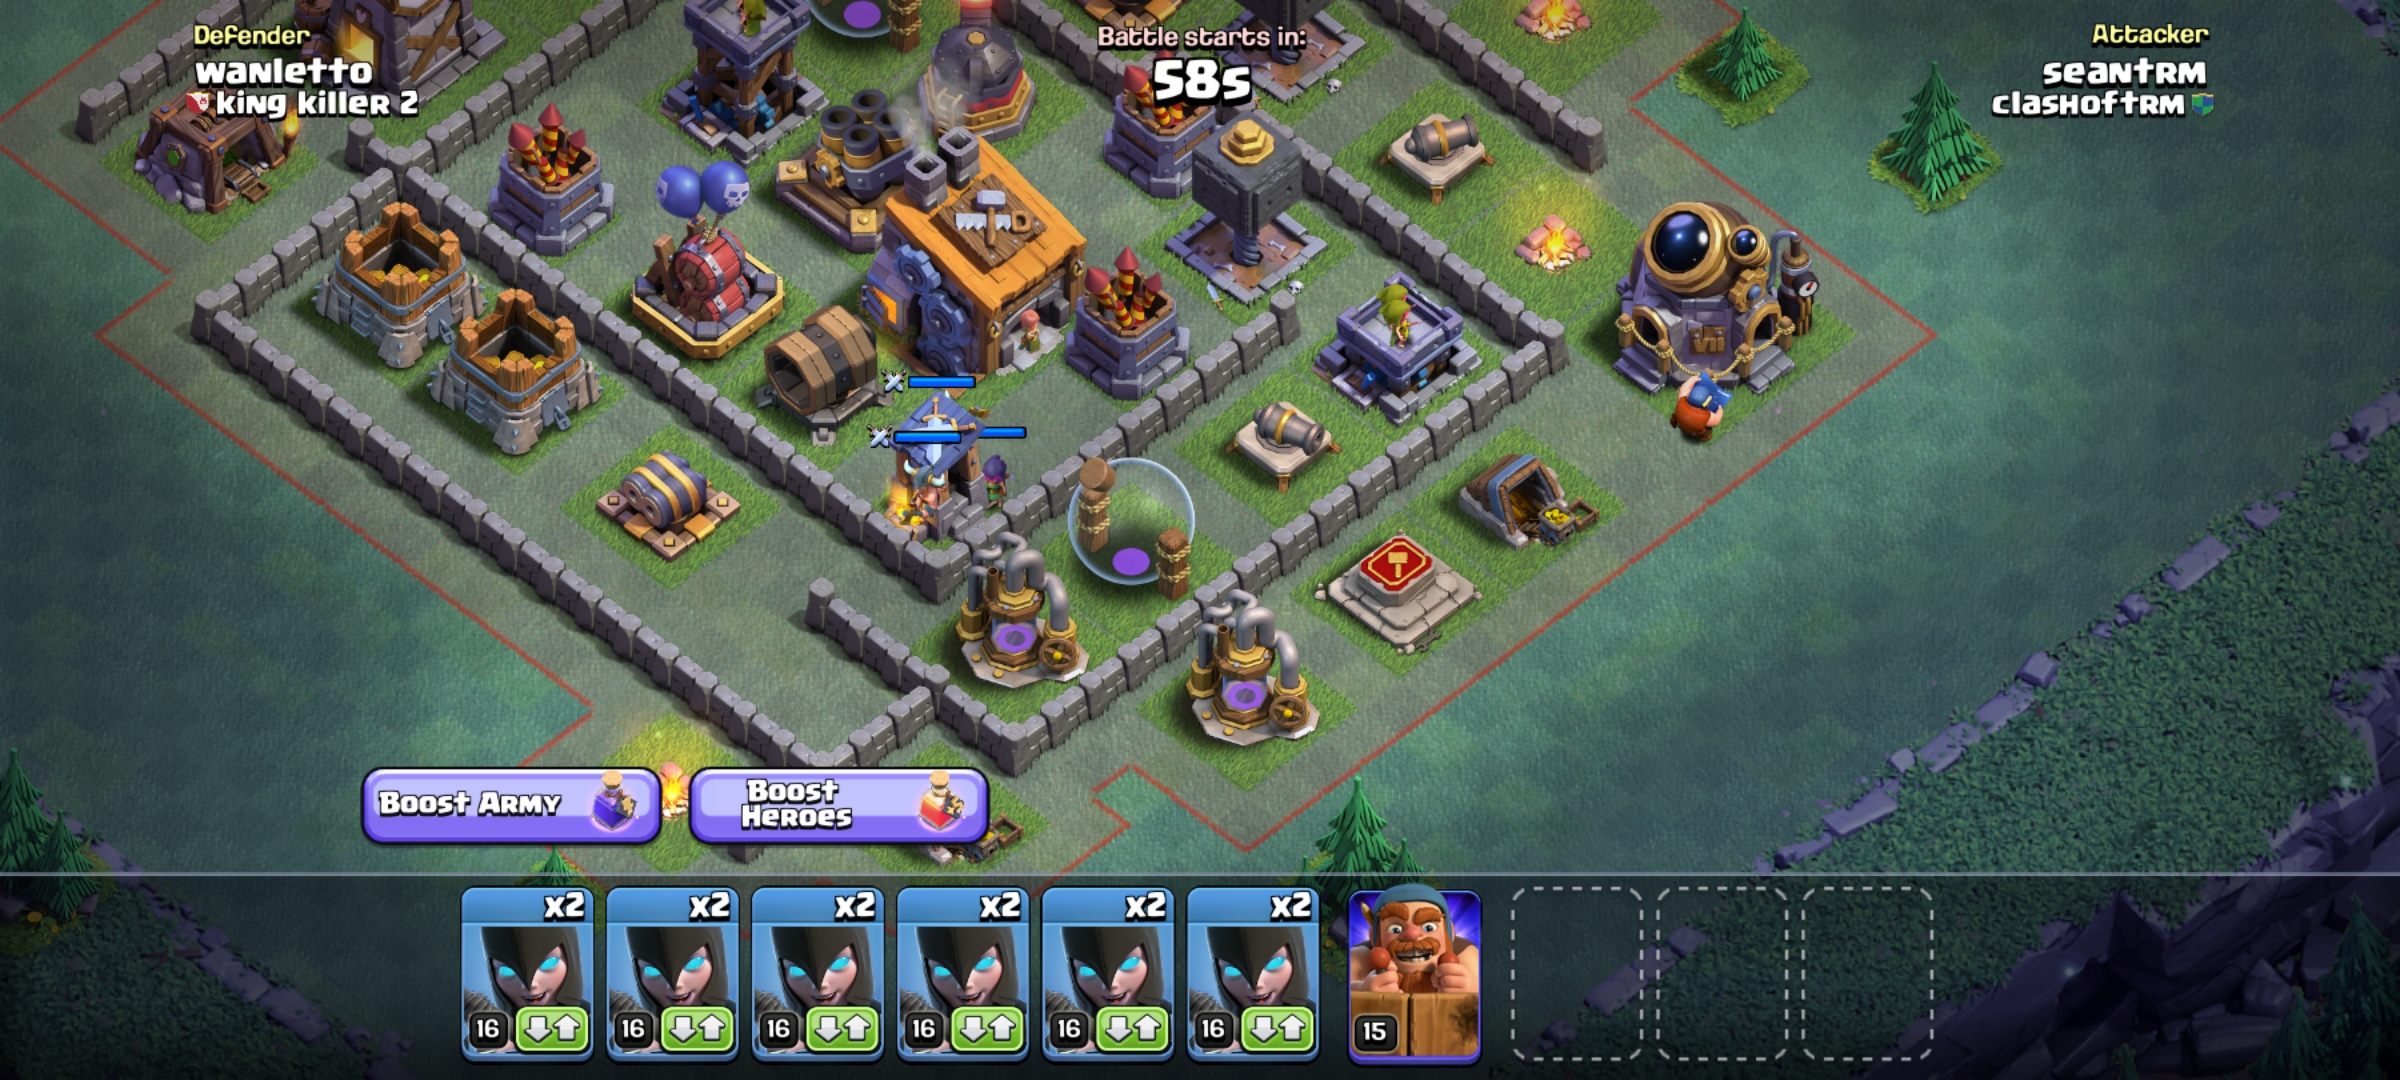 Defender
wanletto
king killer 2
Battle starts in:
58s
Attacker
seantRM
clashoftRM
VII
Boost Army
Boost
Heroes
x2
x2
x2
x2
x2
x2
16
16
16
16
16
16
15